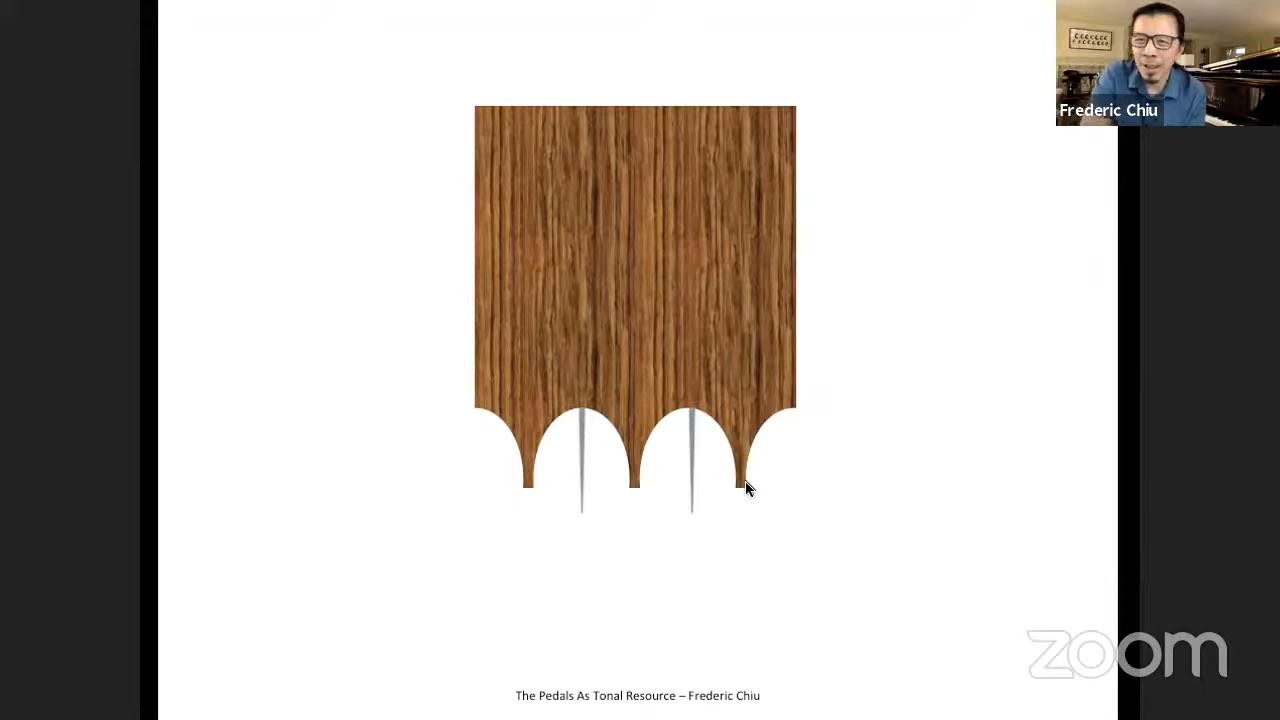 Frederic Chiu
zoom
The Pedals As Tonal Resource – Frederic Chiu